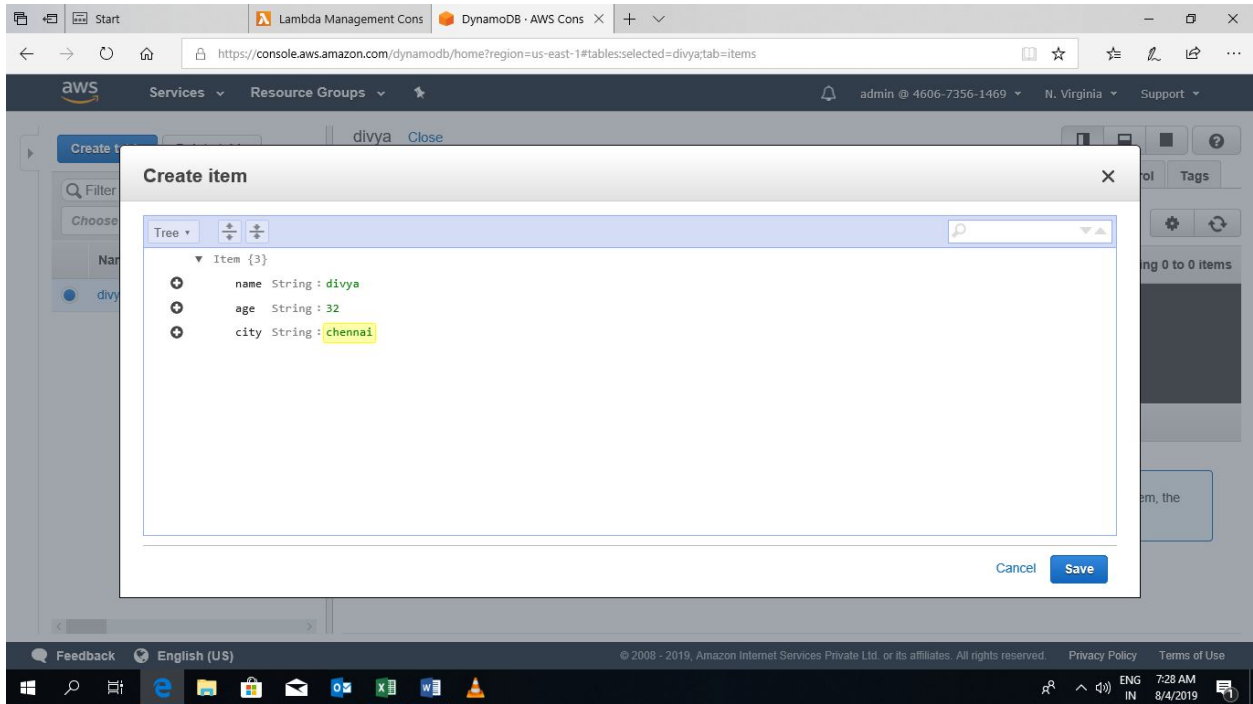 Start
Lambda Management Cons
DynamoDB · AWS Cons
https://console.aws.amazon.com/dynamodb/home?region=us-east-1#tables:selected=divya;tab=items
aws
Services
Resource Groups
admin @ 4606-7356-1469
N. Virginia
Support
Create t
divya Close
Filter
Choose
Nar
divy
rol
Tags
ing 0 to 0 items
em, the
Create item
Tree
Item {3}
name String : divya
age String : 32
city String : chennai
Cancel
Save
Feedback
English (US)
© 2008 - 2019, Amazon Internet Services Private Ltd. or its affiliates. All rights reserved.
Privacy Policy
Terms of Use
ENG
IN
7:28 AM
8/4/2019
1